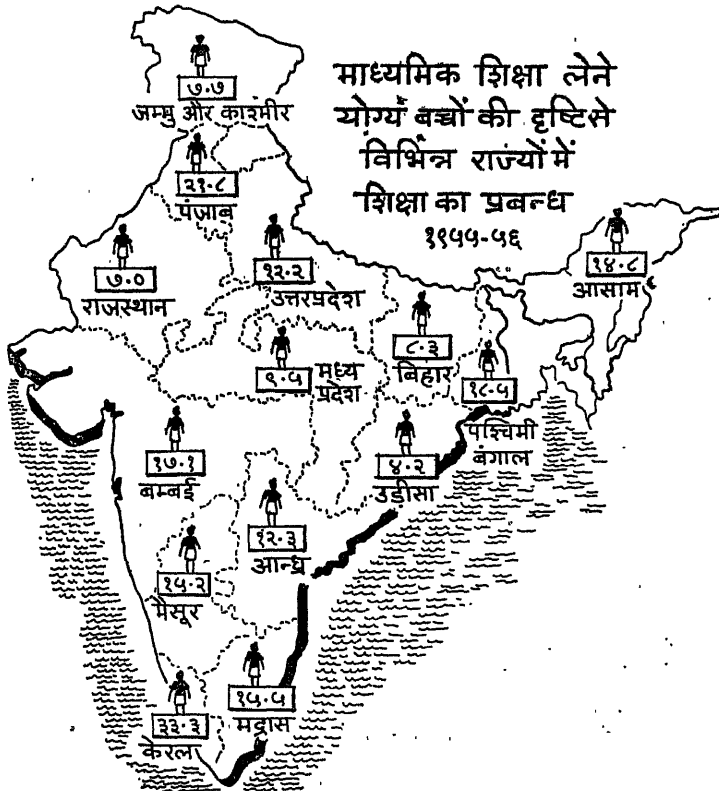 माध्यमिक शिक्षा लेने
योग्य बच्चों की दृष्टि से
विभिन्न राज्यों में
शिक्षा का प्रबन्ध
१९५५-५६
७.७
जम्मु और काश्मीर
२१.८
पंजाब
७.०
राजस्थान
१२.२
उत्तरप्रदेश
१४.८
आसाम
८.३
बिहार
९.५
मध्य
प्रदेश
१८.५
पश्चिमी
बंगाल
१७.१
बम्बई
४.२
उड़ीसा
१२.३
आन्ध्र
१५.२
मैसूर
१५.५
मद्रास
३३.३
केरल